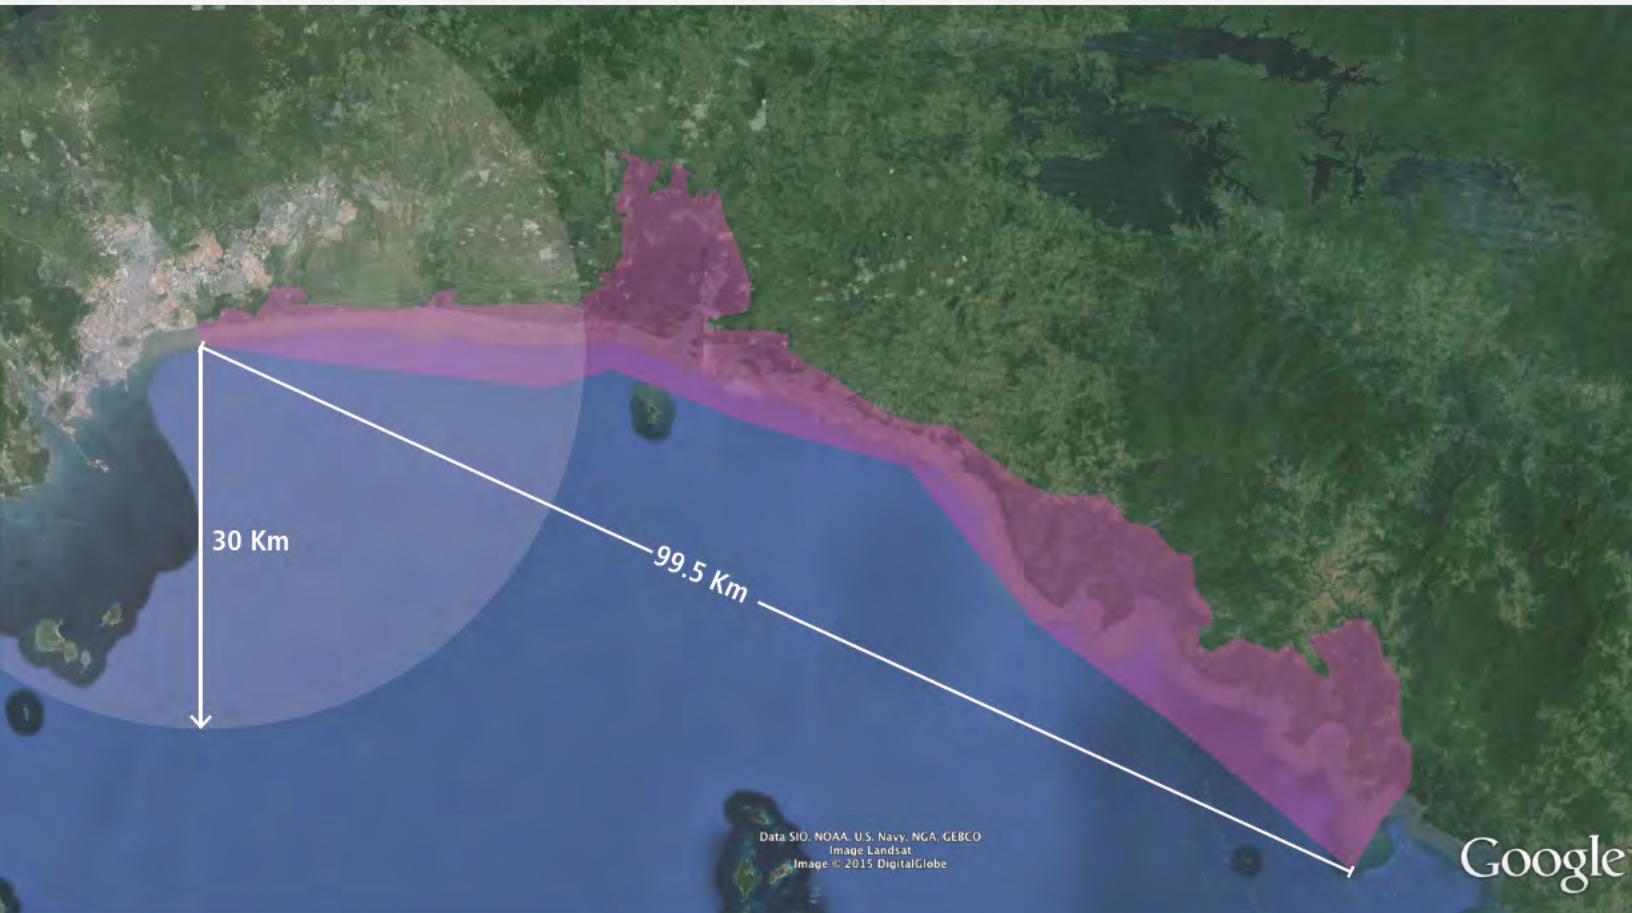 30 Km
99.5 Km
Data SIO, NOAA, U.S. Navy, NGA, GEBCO
Image Landsat
Image © 2015 DigitalGlobe
Google